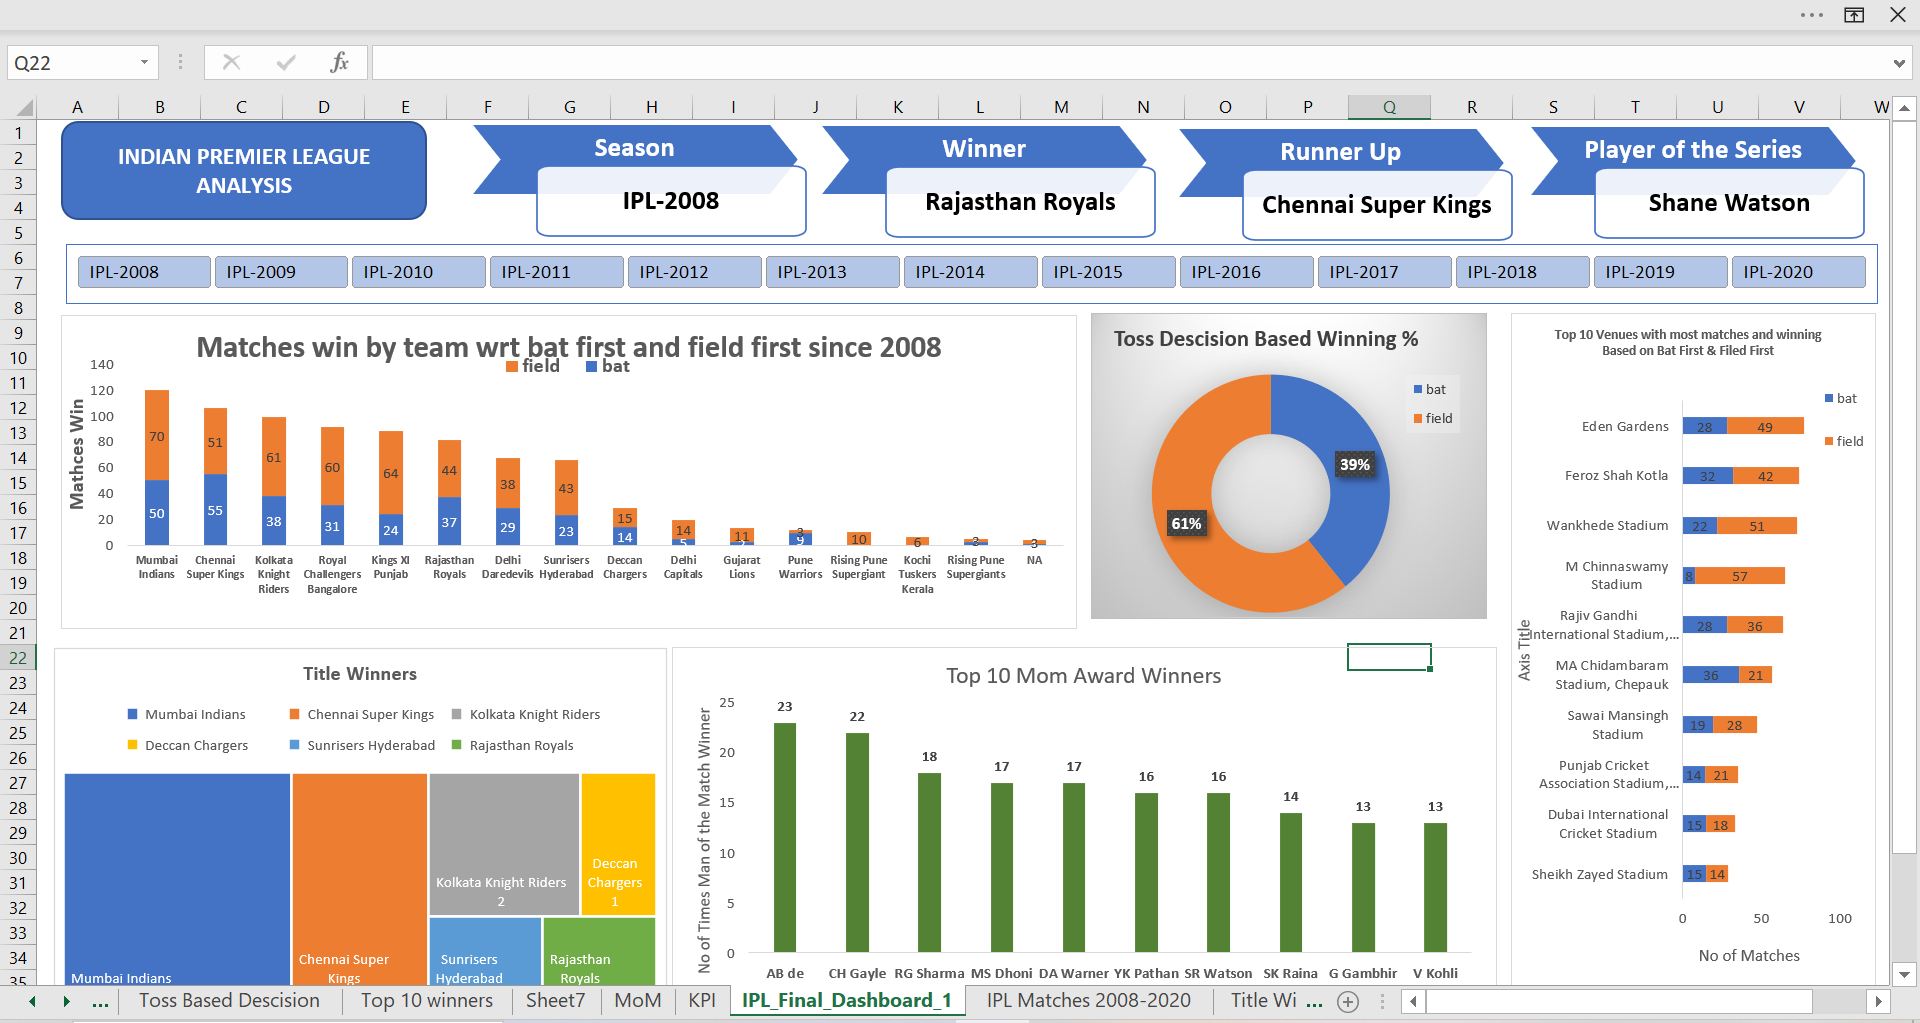 Q22
fx
A B C D E F G H I J K L M N O P Q R S T U V W
1
2
3
4
5
6
7
8
9
10
11
12
13
14
15
16
17
18
19
20
21
22
23
24
25
26
27
28
29
30
31
32
33
34
35
INDIAN PREMIER LEAGUE
ANALYSIS
Season
IPL-2008
Winner
Rajasthan Royals
Runner Up
Chennai Super Kings
Player of the Series
Shane Watson
IPL-2008 IPL-2009 IPL-2010 IPL-2011 IPL-2012 IPL-2013 IPL-2014 IPL-2015 IPL-2016 IPL-2017 IPL-2018 IPL-2019 IPL-2020
Matches win by team wrt bat first and field first since 2008
field bat
Mathces Win
140
120
100
80
60
40
20
0
70 51 61 60 64 44 38 43 15 14 11 3 10 6 3
50 55 38 31 24 37 29 23 14 5 9
Mumbai
Indians
Chennai
Super Kings
Kolkata
Knight
Riders
Royal
Challengers
Bangalore
Kings XI
Punjab
Rajasthan
Royals
Delhi
Daredevils
Sunrisers
Hyderabad
Deccan
Chargers
Delhi
Capitals
Gujarat
Lions
Pune
Warriors
Rising Pune
Supergiant
Kochi
Tuskers
Kerala
Rising Pune
Supergiants
NA
Toss Descision Based Winning %
bat
field
39%
61%
Top 10 Venues with most matches and winning
Based on Bat First & Filed First
bat
field
Axis Title
Eden Gardens 28 49
Feroz Shah Kotla 32 42
Wankhede Stadium 22 51
M Chinnaswamy
Stadium 8 57
Rajiv Gandhi
International Stadium,... 28 36
MA Chidambaram
Stadium, Chepauk 36 21
Sawai Mansingh
Stadium 19 28
Punjab Cricket
Association Stadium,... 14 21
Dubai International
Cricket Stadium 15 18
Sheikh Zayed Stadium 15 14
0 50 100
No of Matches
Title Winners
Mumbai Indians Chennai Super Kings Kolkata Knight Riders
Deccan Chargers Sunrisers Hyderabad Rajasthan Royals
Mumbai Indians
Chennai Super
Kings
Kolkata Knight Riders
2
Deccan
Chargers
1
Sunrisers
Hyderabad
Rajasthan
Royals
Top 10 Mom Award Winners
No of Times Man of the Match Winner
25
20
15
10
5
0
23 22 18 17 17 16 16 14 13 13
AB de CH Gayle RG Sharma MS Dhoni DA Warner YK Pathan SR Watson SK Raina G Gambhir V Kohli
... Toss Based Descision Top 10 winners Sheet7 MoM KPI IPL_Final_Dashboard_1 IPL Matches 2008-2020 Title Wi ...